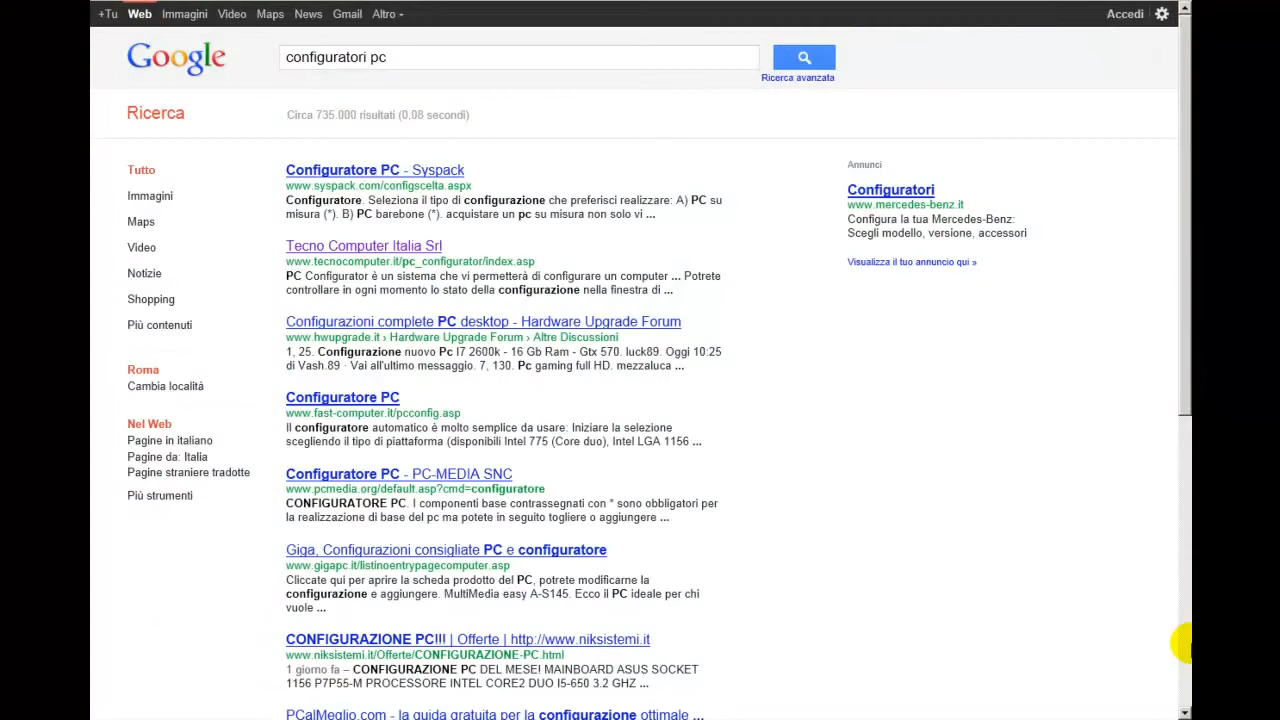 +Tu Web Immagini Video Maps News Gmail Altro Accedi
Google
configuratori pc
Ricerca avanzata
Ricerca
Circa 735.000 risultati (0,08 secondi)
Tutto
Immagini
Maps
Video
Notizie
Shopping
Più contenuti
Roma
Cambia località
Nel Web
Pagine in italiano
Pagine da: Italia
Pagine straniere tradotte
Più strumenti
Configuratore PC - Syspack
www.syspack.com/configscelta.aspx
Configuratore. Seleziona il tipo di configurazione che preferisci realizzare: A) PC su
misura (*). B) PC barebone (*). acquistare un pc su misura non solo vi ...
Tecno Computer Italia Srl
www.tecnocomputer.it/pc_configurator/index.asp
PC Configurator è un sistema che vi permetterà di configurare un computer ... Potrete
controllare in ogni momento lo stato della configurazione nella finestra di ...
Configurazioni complete PC desktop - Hardware Upgrade Forum
www.hwupgrade.it › Hardware Upgrade Forum › Altre Discussioni
1, 25. Configurazione nuovo Pc I7 2600k - 16 Gb Ram - Gtx 570. luck89. Oggi 10:25
di Vash.89 · Vai all'ultimo messaggio. 7, 130. Pc gaming full HD. mezzaluca ...
Configuratore PC
www.fast-computer.it/pcconfig.asp
Il configuratore automatico è molto semplice da usare: Iniziare la selezione
scegliendo il tipo di piattaforma (disponibili Intel 775 (Core duo), Intel LGA 1156 ...
Configuratore PC - PC-MEDIA SNC
www.pcmedia.org/default.asp?cmd=configuratore
CONFIGURATORE PC. I componenti base contrassegnati con * sono obbligatori per
la realizzazione di base del pc ma potete in seguito togliere o aggiungere ...
Giga, Configurazioni consigliate PC e configuratore
www.gigapc.it/listinoentrypagecomputer.asp
Cliccate qui per aprire la scheda prodotto del PC, potrete modificarne la
configurazione e aggiungere. MultiMedia easy A-S145. Ecco il PC ideale per chi
vuole ...
CONFIGURAZIONE PC!!! | Offerte | http://www.niksistemi.it
www.niksistemi.it/Offerte/CONFIGURAZIONE-PC.html
1 giorno fa – CONFIGURAZIONE PC DEL MESE! MAINBOARD ASUS SOCKET
1156 P7P55-M PROCESSORE INTEL CORE2 DUO I5-650 3.2 GHZ ...
PCalMeglio.com - la guida gratuita per la configurazione ottimale ...
Annunci
Configuratori
www.mercedes-benz.it
Configura la tua Mercedes-Benz:
Scegli modello, versione, accessori
Visualizza il tuo annuncio qui »